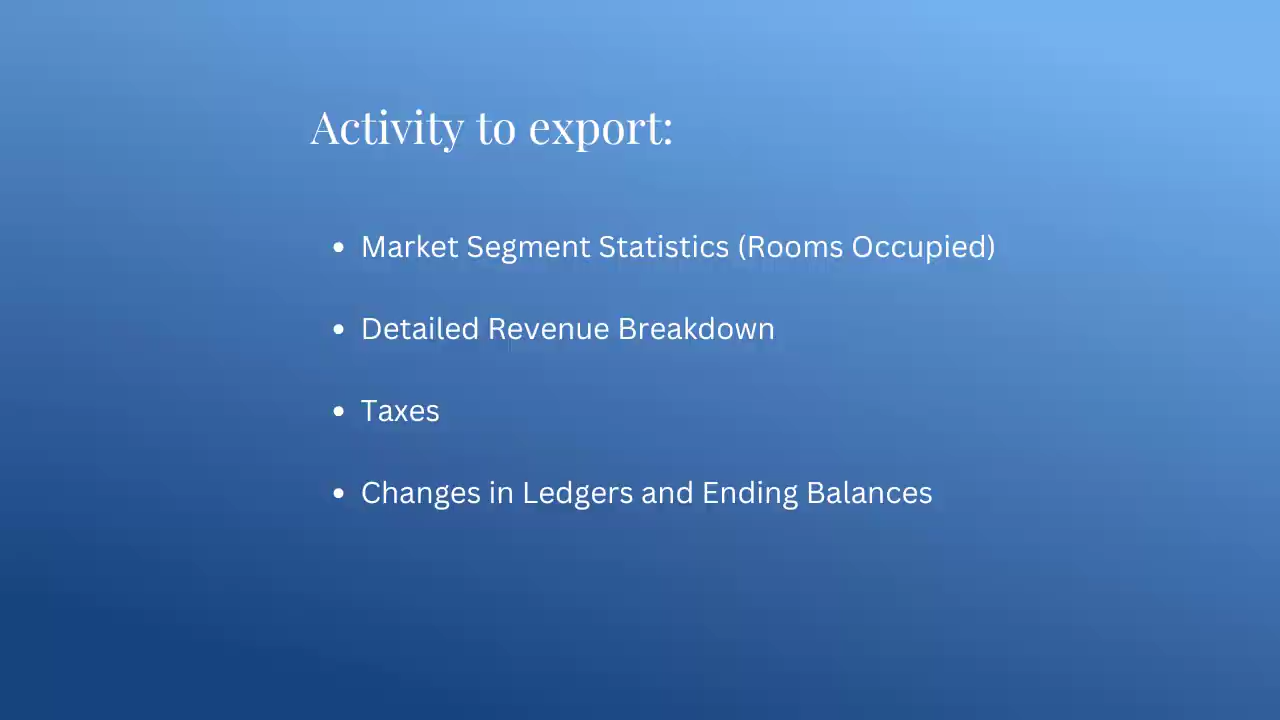 Activity to export:
• Market Segment Statistics (Rooms Occupied)
• Detailed Revenue Breakdown
• Taxes
• Changes in Ledgers and Ending Balances